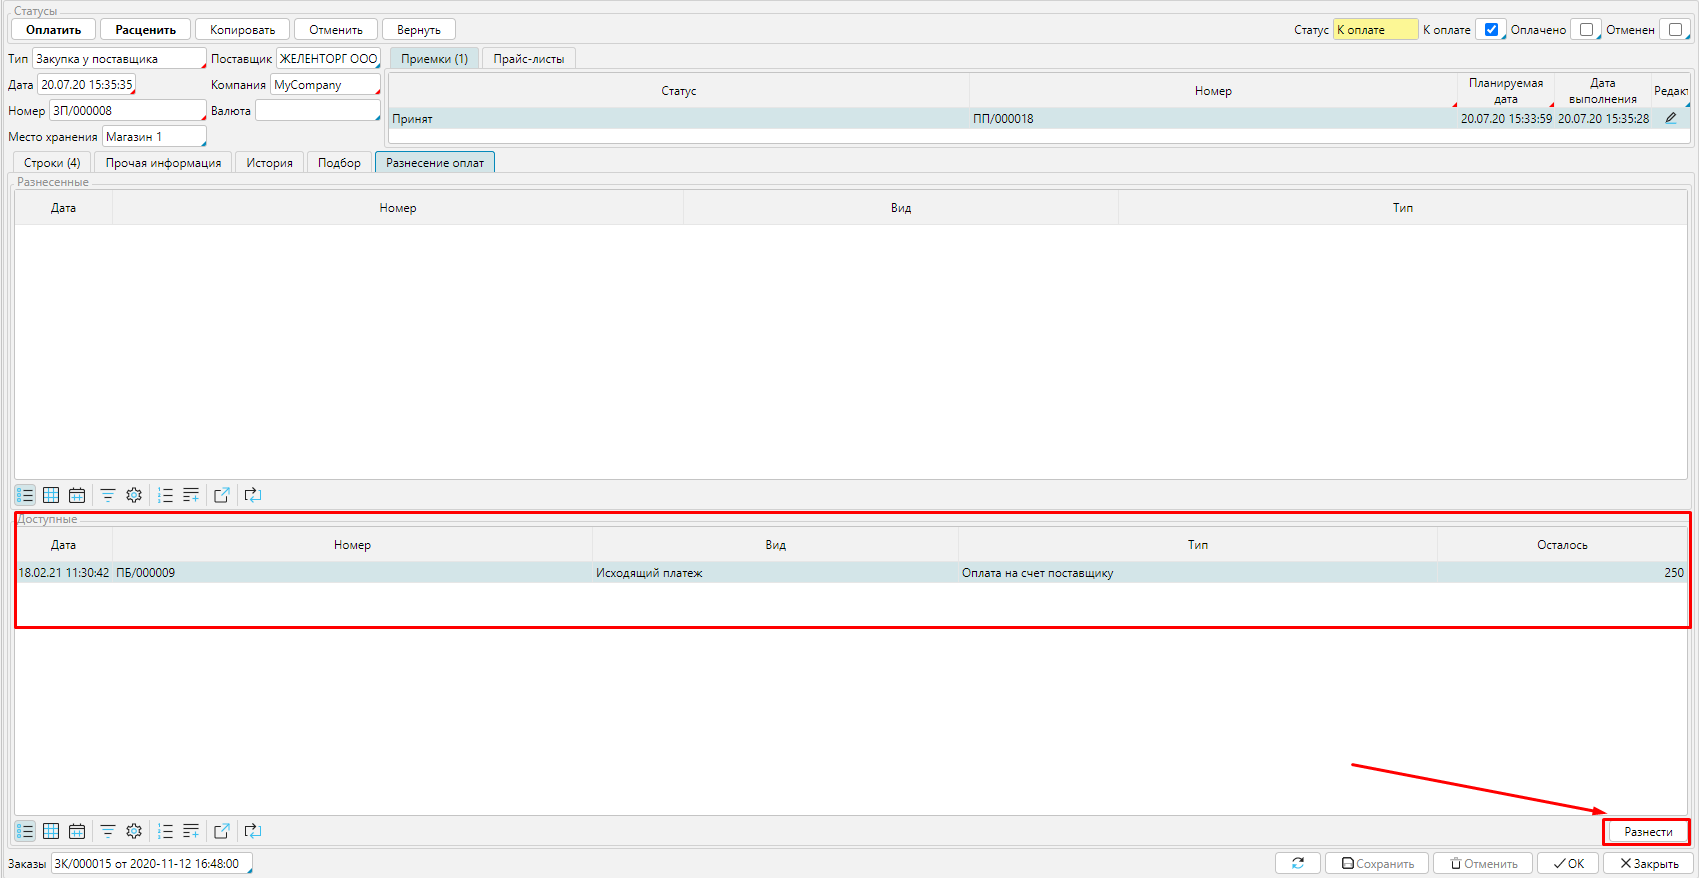 Статусы
Оплатить Расценить Копировать Отменить Вернуть Статус К оплате К оплате Оплачено Отменен
Тип Закупка у поставщика Поставщик ЖЕЛЕНТОРГ ООО Приемки (1) Прайс-листы
Дата 20.07.20 15:35:35 Компания MyCompany
Номер ЗП/000008 Валюта
Место хранения Магазин 1
Статус Номер Планируемая дата Дата выполнения Редакт
Принят ПП/000018 20.07.20 15:33:59 20.07.20 15:35:28
Строки (4) Прочая информация История Подбор Разнесение оплат
Разнесенные
Дата Номер Вид Тип
Доступные
Дата Номер Вид Тип Осталось
18.02.21 11:30:42 ПБ/000009 Исходящий платеж Оплата на счет поставщику 250
Разнести
Заказы ЗК/000015 от 2020-11-12 16:48:00 Сохранить Отменить OK Закрыть